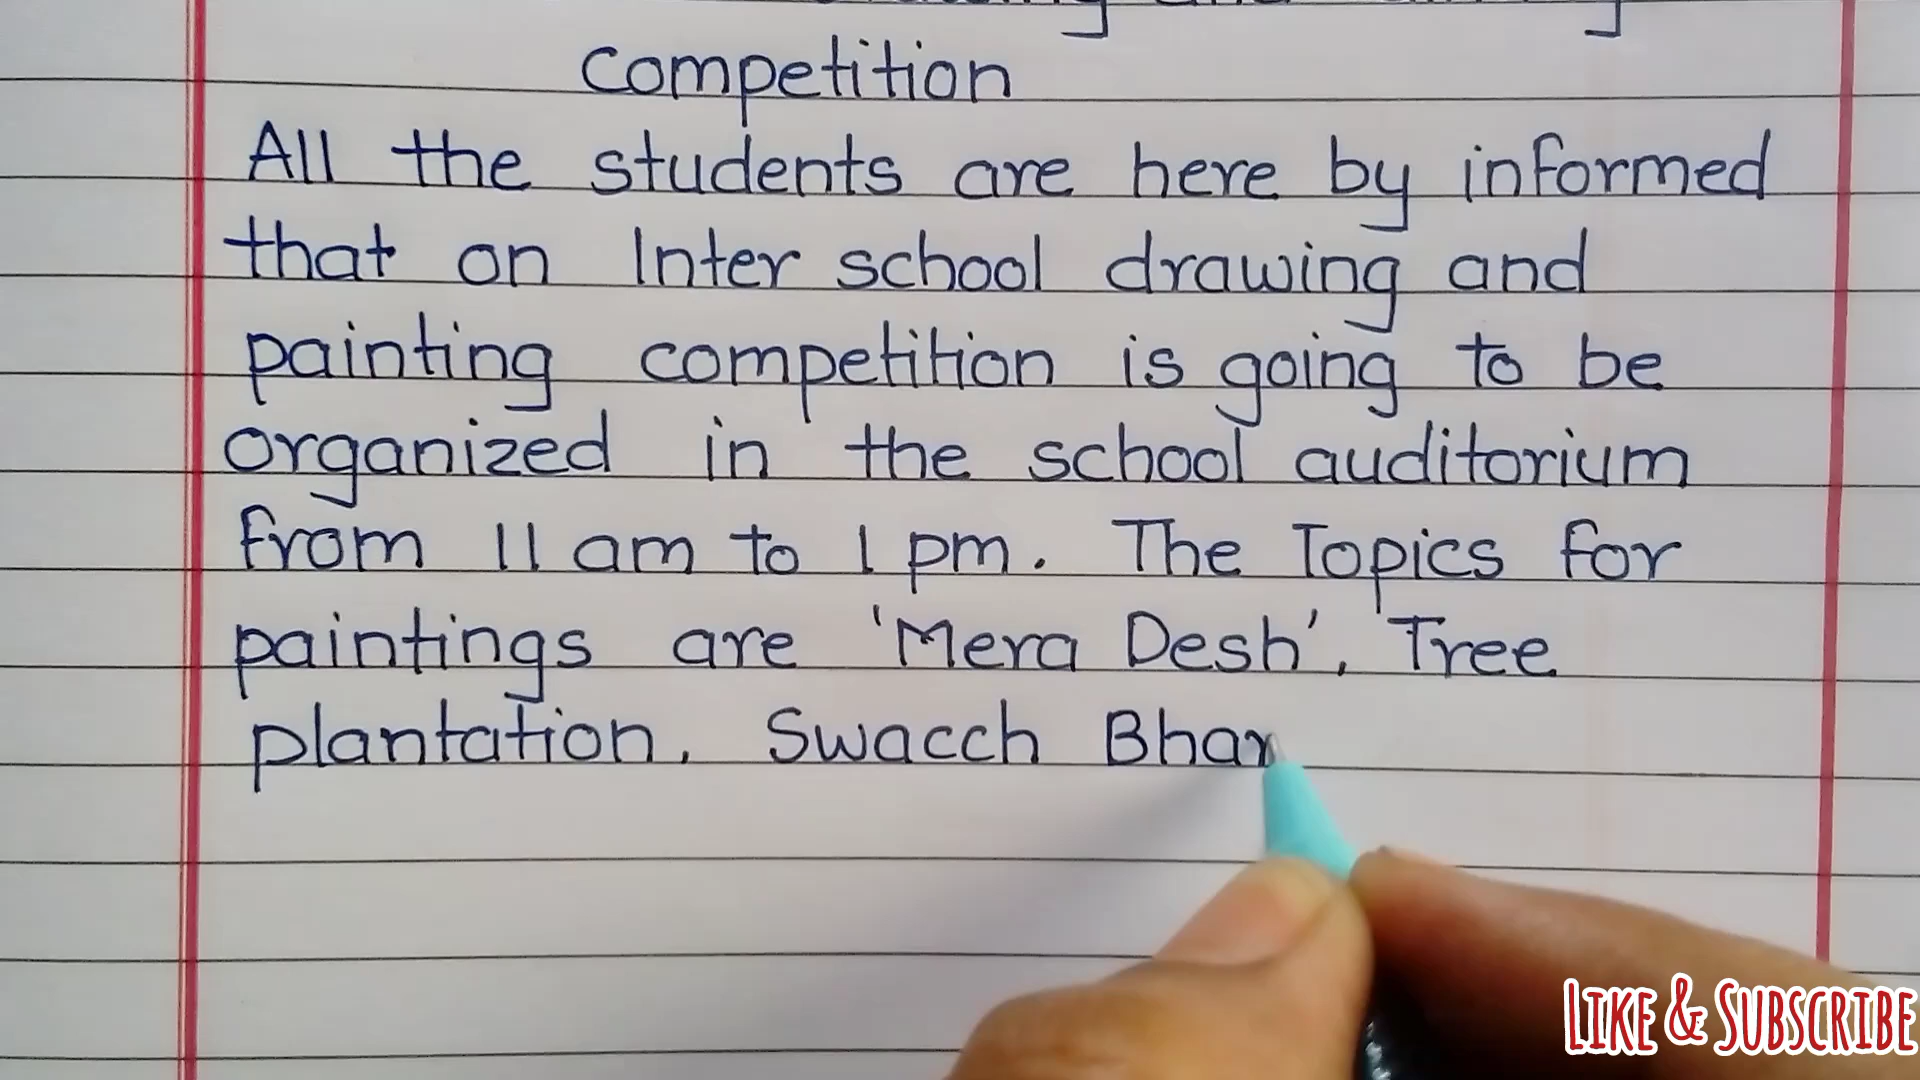 competition
All the students are here by informed
that on Inter school drawing and
painting competition is going to be
organized in the school auditorium
from 11 am to 1 pm. The Topics for
paintings are 'Mera Desh', Tree
plantation, Swacch Bhar
LIKE & SUBSCRIBE